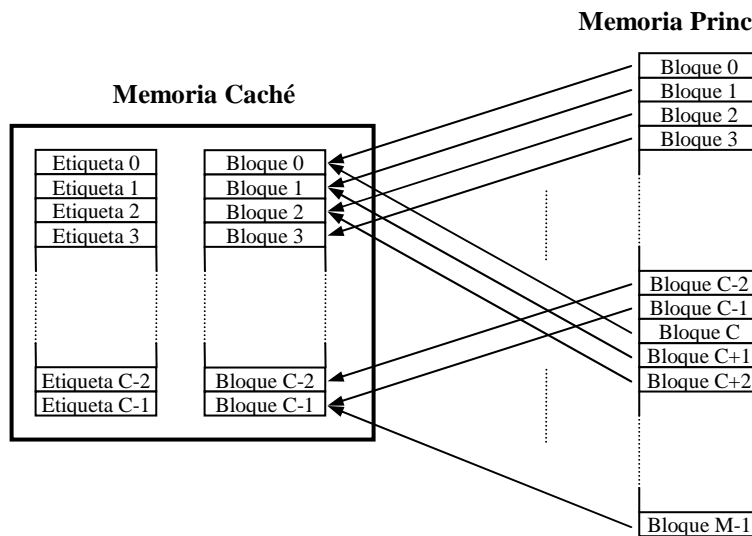 Memoria Princ
Memoria Caché
Etiqueta 0
Etiqueta 1
Etiqueta 2
Etiqueta 3
Etiqueta C-2
Etiqueta C-1
Bloque 0
Bloque 1
Bloque 2
Bloque 3
Bloque C-2
Bloque C-1
Bloque 0
Bloque 1
Bloque 2
Bloque 3
Bloque C-2
Bloque C-1
Bloque C
Bloque C+1
Bloque C+2
Bloque M-1